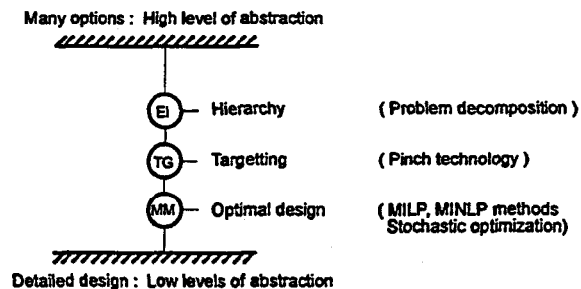 Many options : High level of abstraction
EI Hierarchy ( Problem decomposition )
TG Targetting ( Pinch technology )
MM Optimal design ( MILP, MINLP methods
Stochastic optimization)
Detailed design : Low levels of abstraction